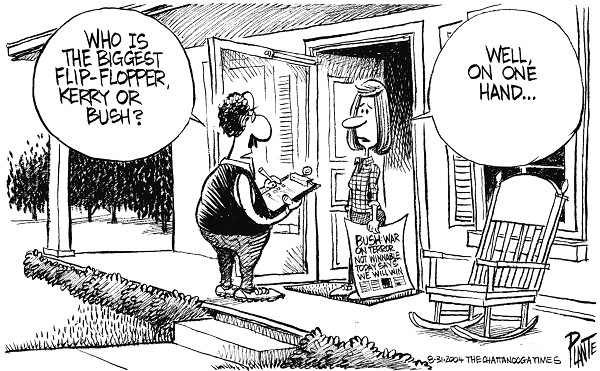 WHO IS
THE BIGGEST
FLIP-FLOPPER,
KERRY OR
BUSH?
WELL,
ON ONE
HAND...
BUSH WAR
ON TERROR
NOT WINNABLE
TODAY SAYS
WE WILL WIN
PLANTE
8-31-2004 THE CHATTANOOGA TIMES